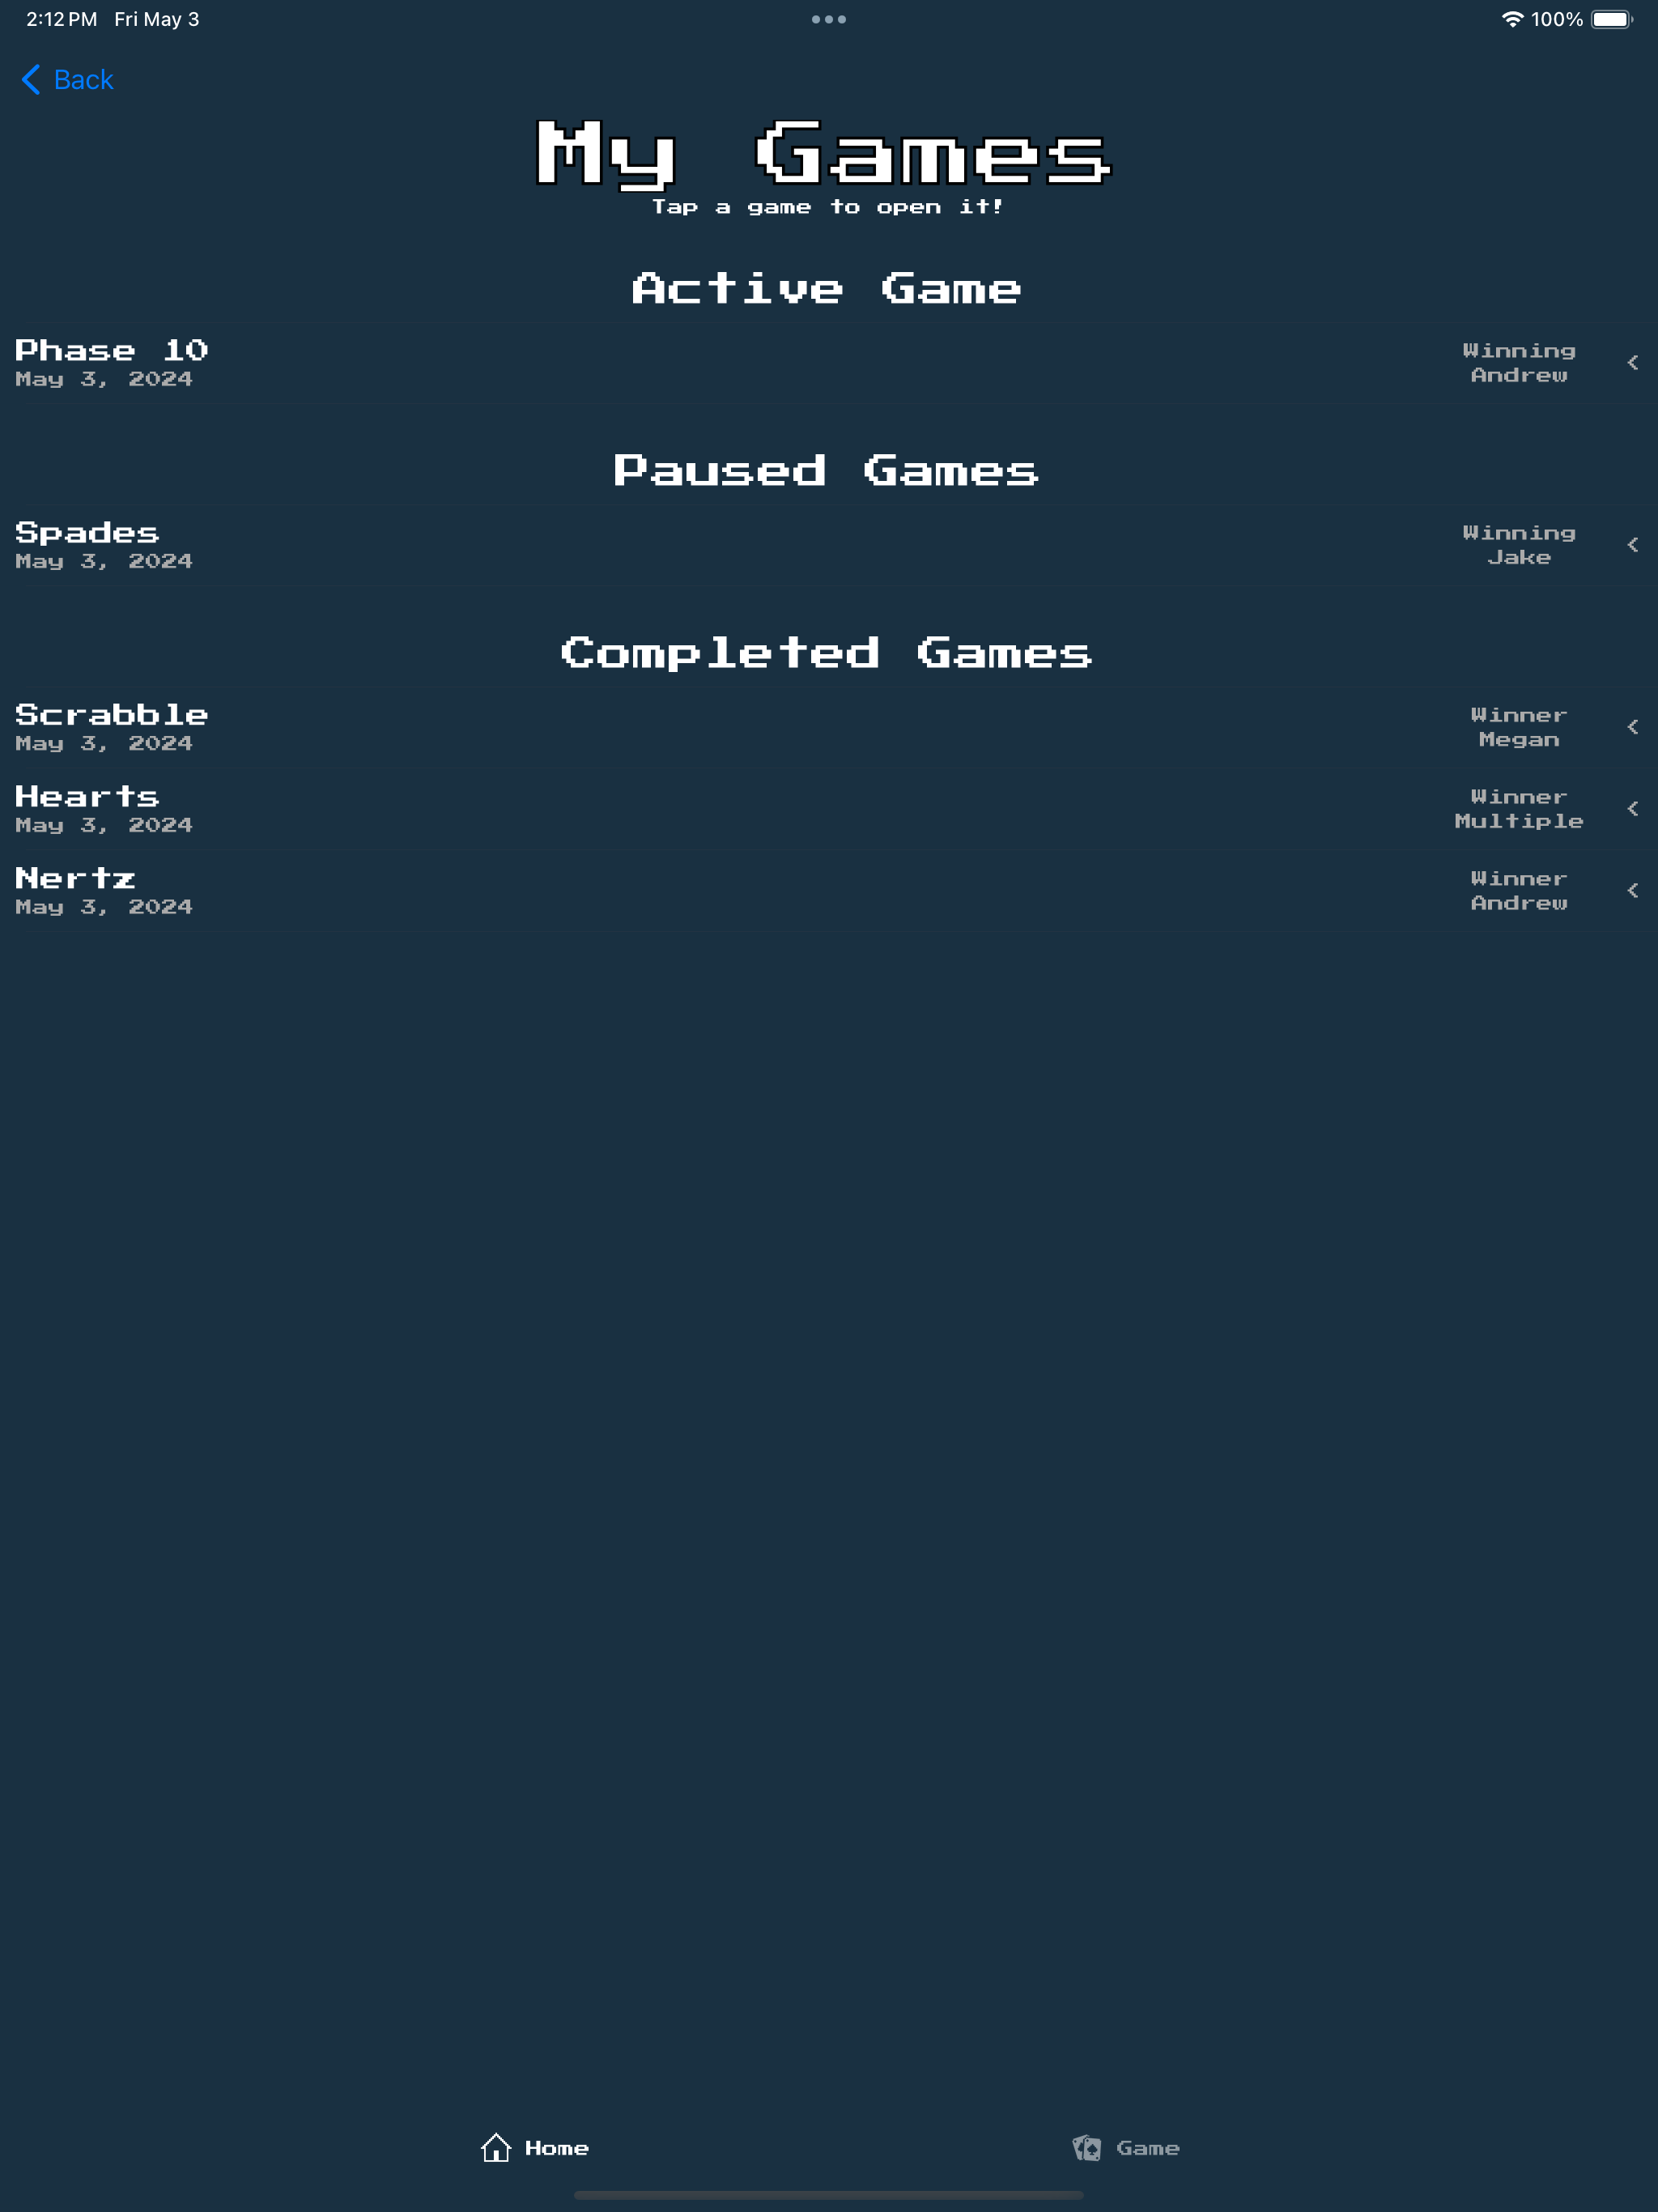 2:12 PM Fri May 3
100%
Back
My Games
Tap a game to open it!
Active Game
Phase 10
May 3, 2024
Winning
Andrew
Paused Games
Spades
May 3, 2024
Winning
Jake
Completed Games
Scrabble
May 3, 2024
Winner
Megan
Hearts
May 3, 2024
Winner
Multiple
Nertz
May 3, 2024
Winner
Andrew
Home
Game